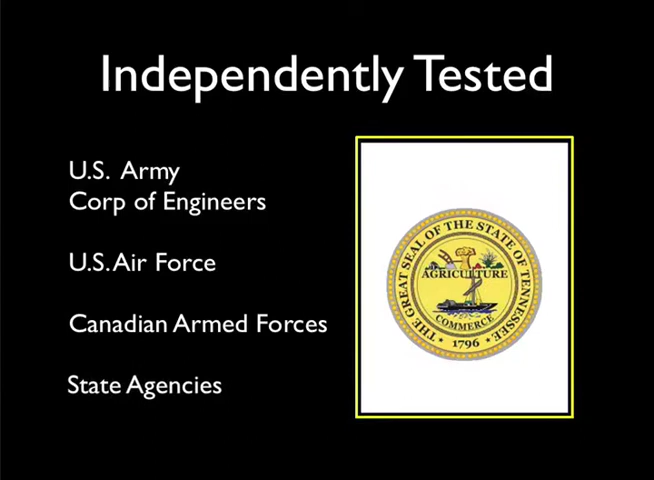 Independently Tested
U.S. Army
Corp of Engineers
U.S. Air Force
Canadian Armed Forces
State Agencies
THE GREAT SEAL OF THE STATE OF TENNESSEE
AGRICULTURE
COMMERCE
1796